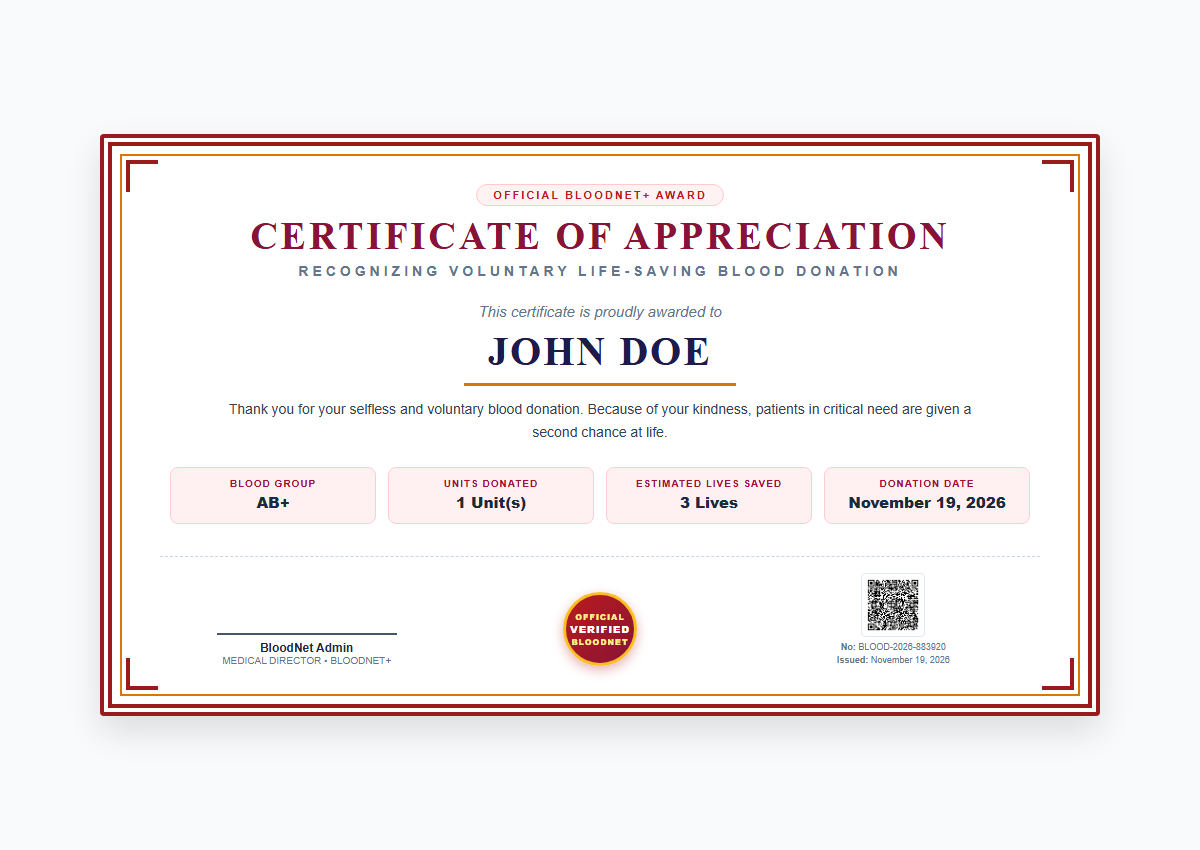 OFFICIAL BLOODNET+ AWARD
CERTIFICATE OF APPRECIATION
RECOGNIZING VOLUNTARY LIFE-SAVING BLOOD DONATION
This certificate is proudly awarded to
JOHN DOE
Thank you for your selfless and voluntary blood donation. Because of your kindness, patients in critical need are given a
second chance at life.
BLOOD GROUP
AB+
UNITS DONATED
1 Unit(s)
ESTIMATED LIVES SAVED
3 Lives
DONATION DATE
November 19, 2026
BloodNet Admin
MEDICAL DIRECTOR • BLOODNET+
OFFICIAL
VERIFIED
BLOODNET
No: BLOOD-2026-883920
Issued: November 19, 2026